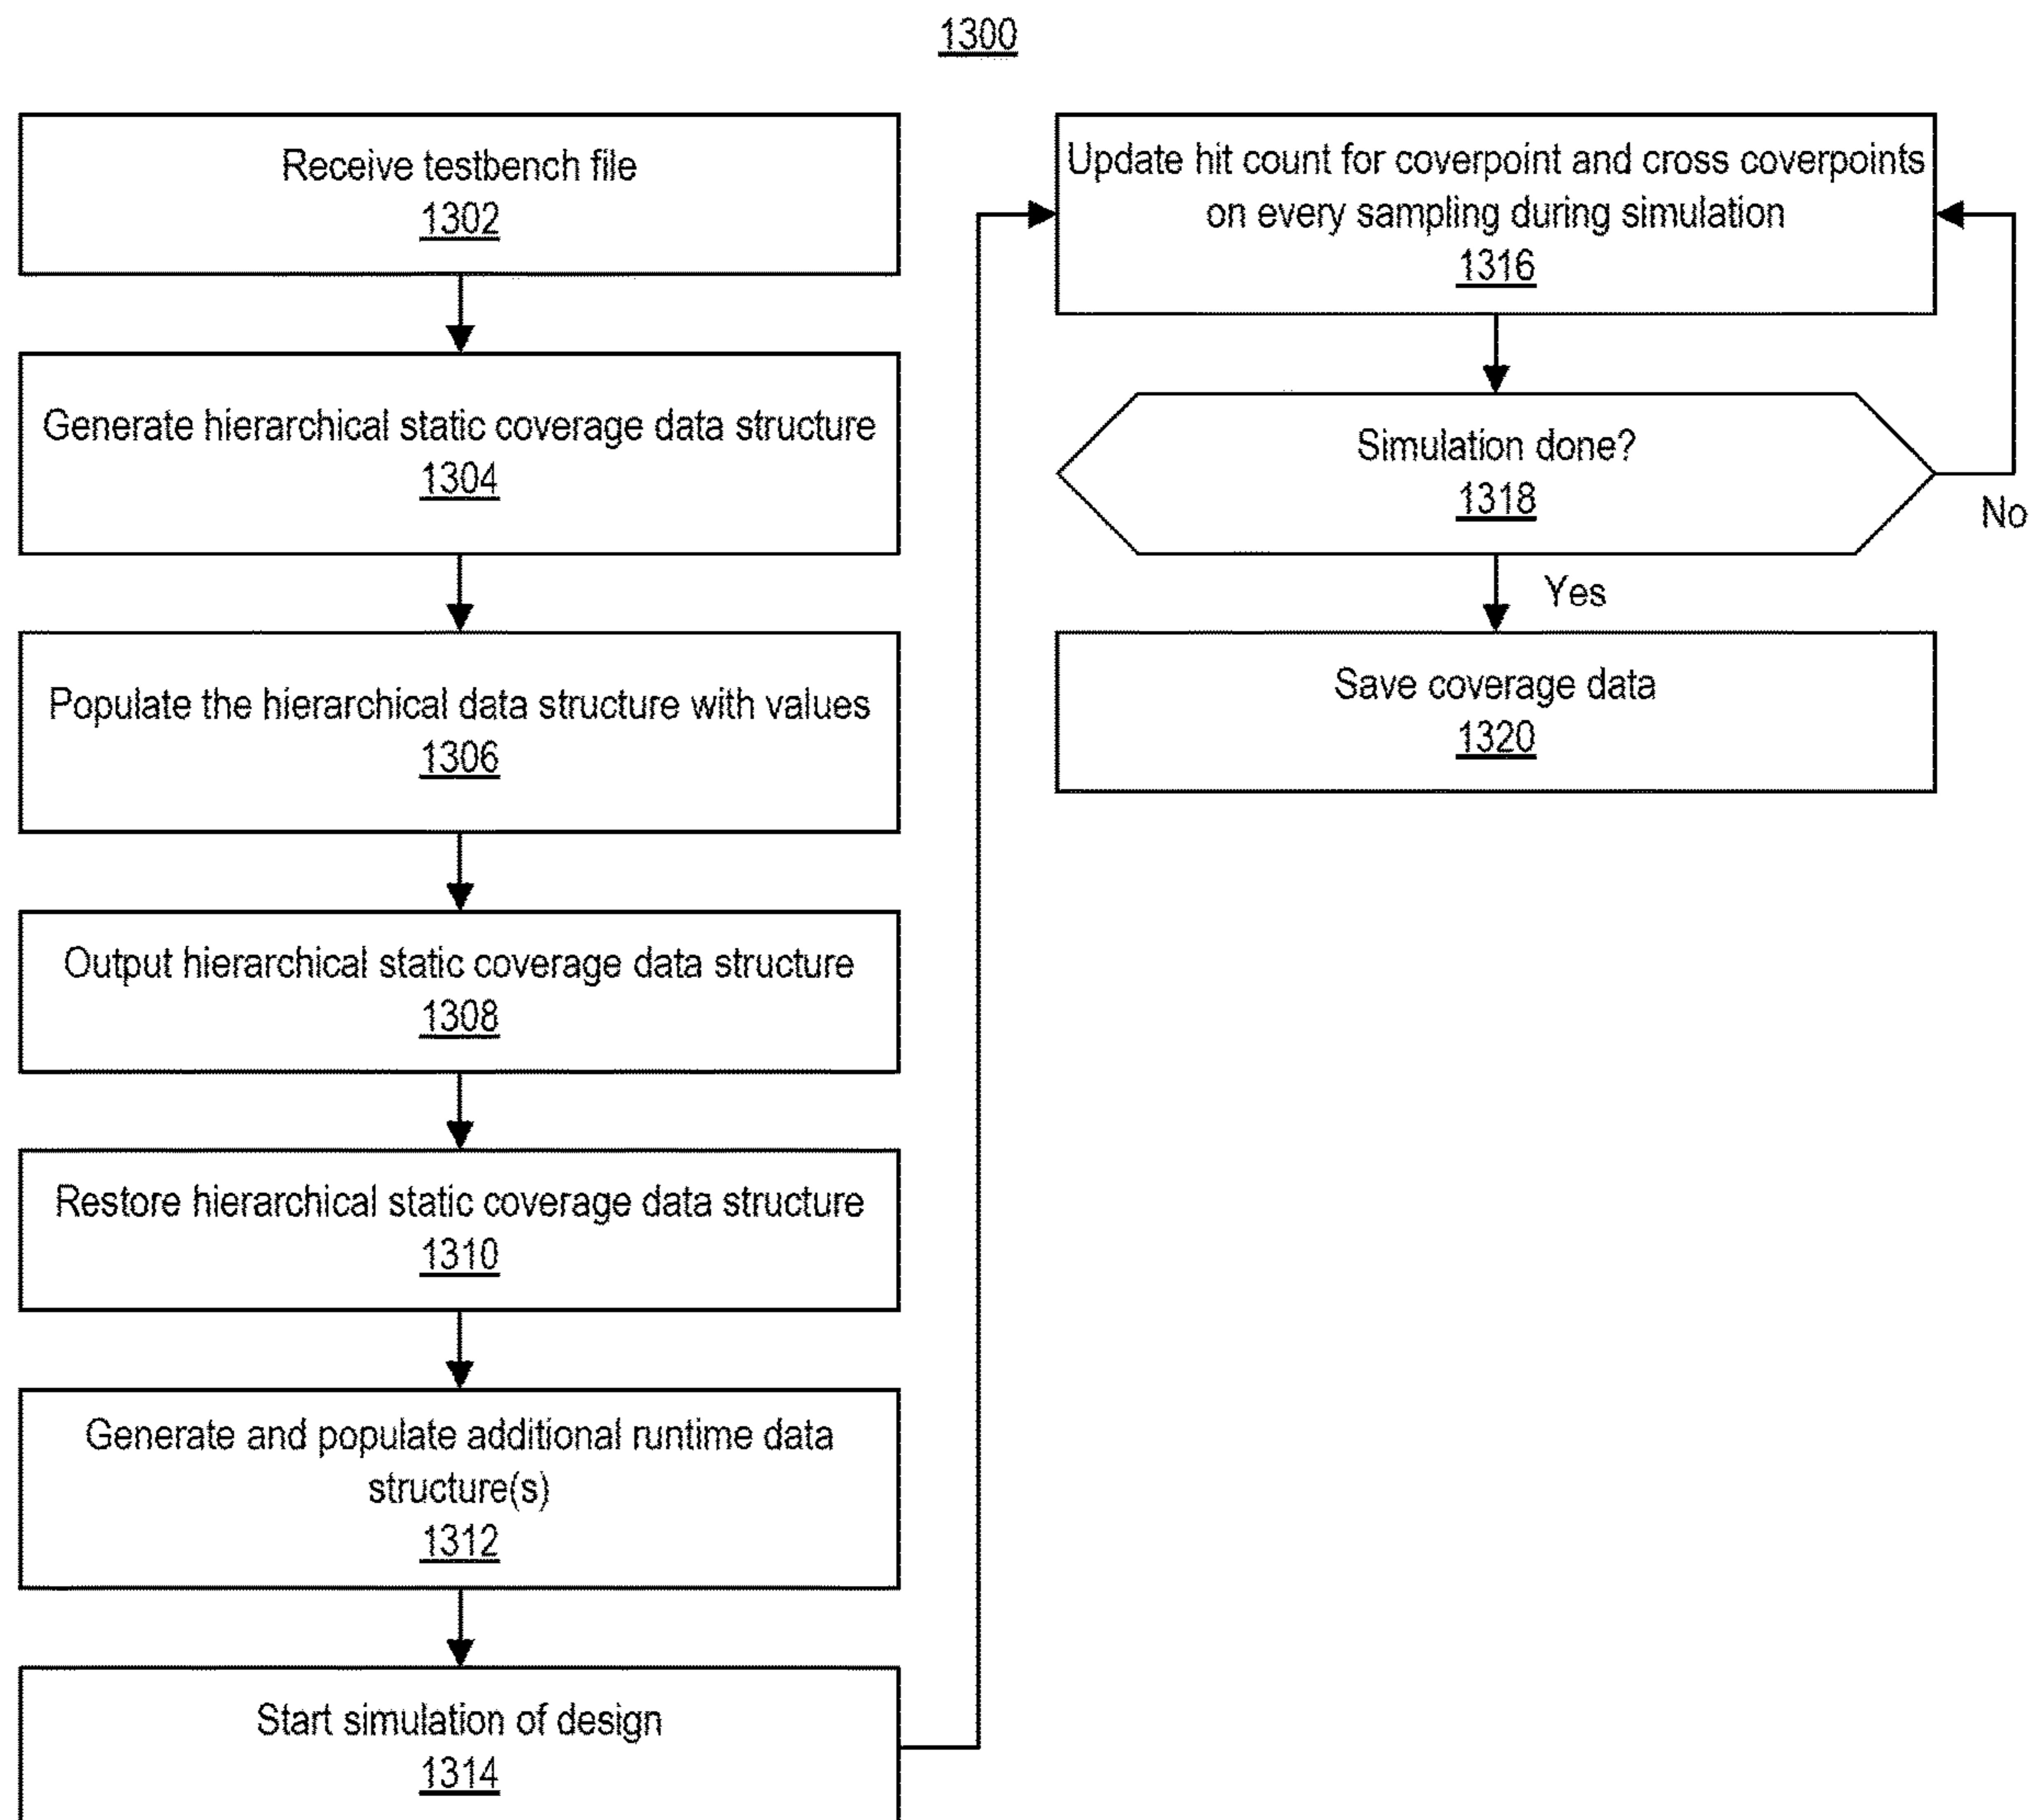 1300
Receive testbench file
1302
Generate hierarchical static coverage data structure
1304
Populate the hierarchical data structure with values
1306
Output hierarchical static coverage data structure
1308
Restore hierarchical static coverage data structure
1310
Generate and populate additional runtime data
structure(s)
1312
Start simulation of design
1314
Update hit count for coverpoint and cross coverpoints
on every sampling during simulation
1316
Simulation done?
1318
No
Yes
Save coverage data
1320